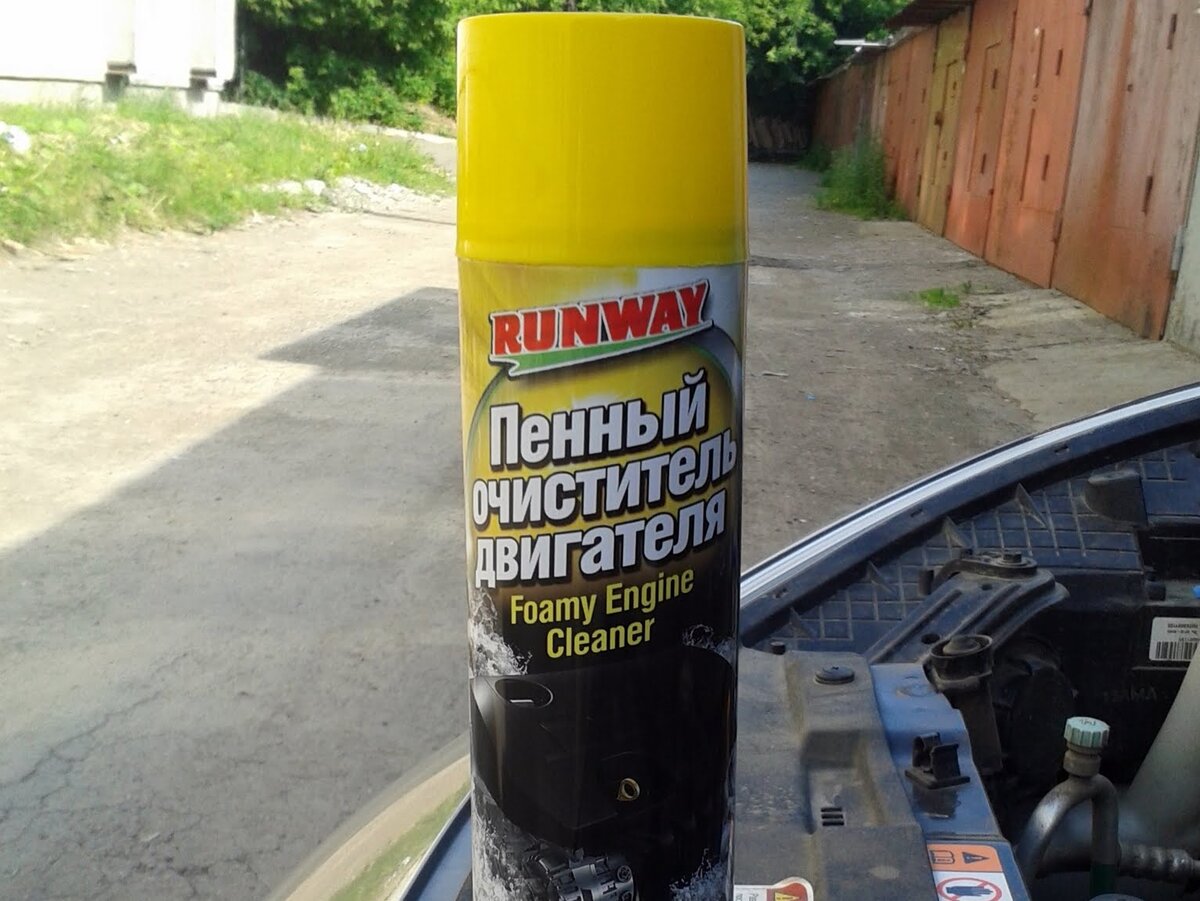 RUNWAY
Пенный
очиститель
двигателя
Foamy Engine
Cleaner